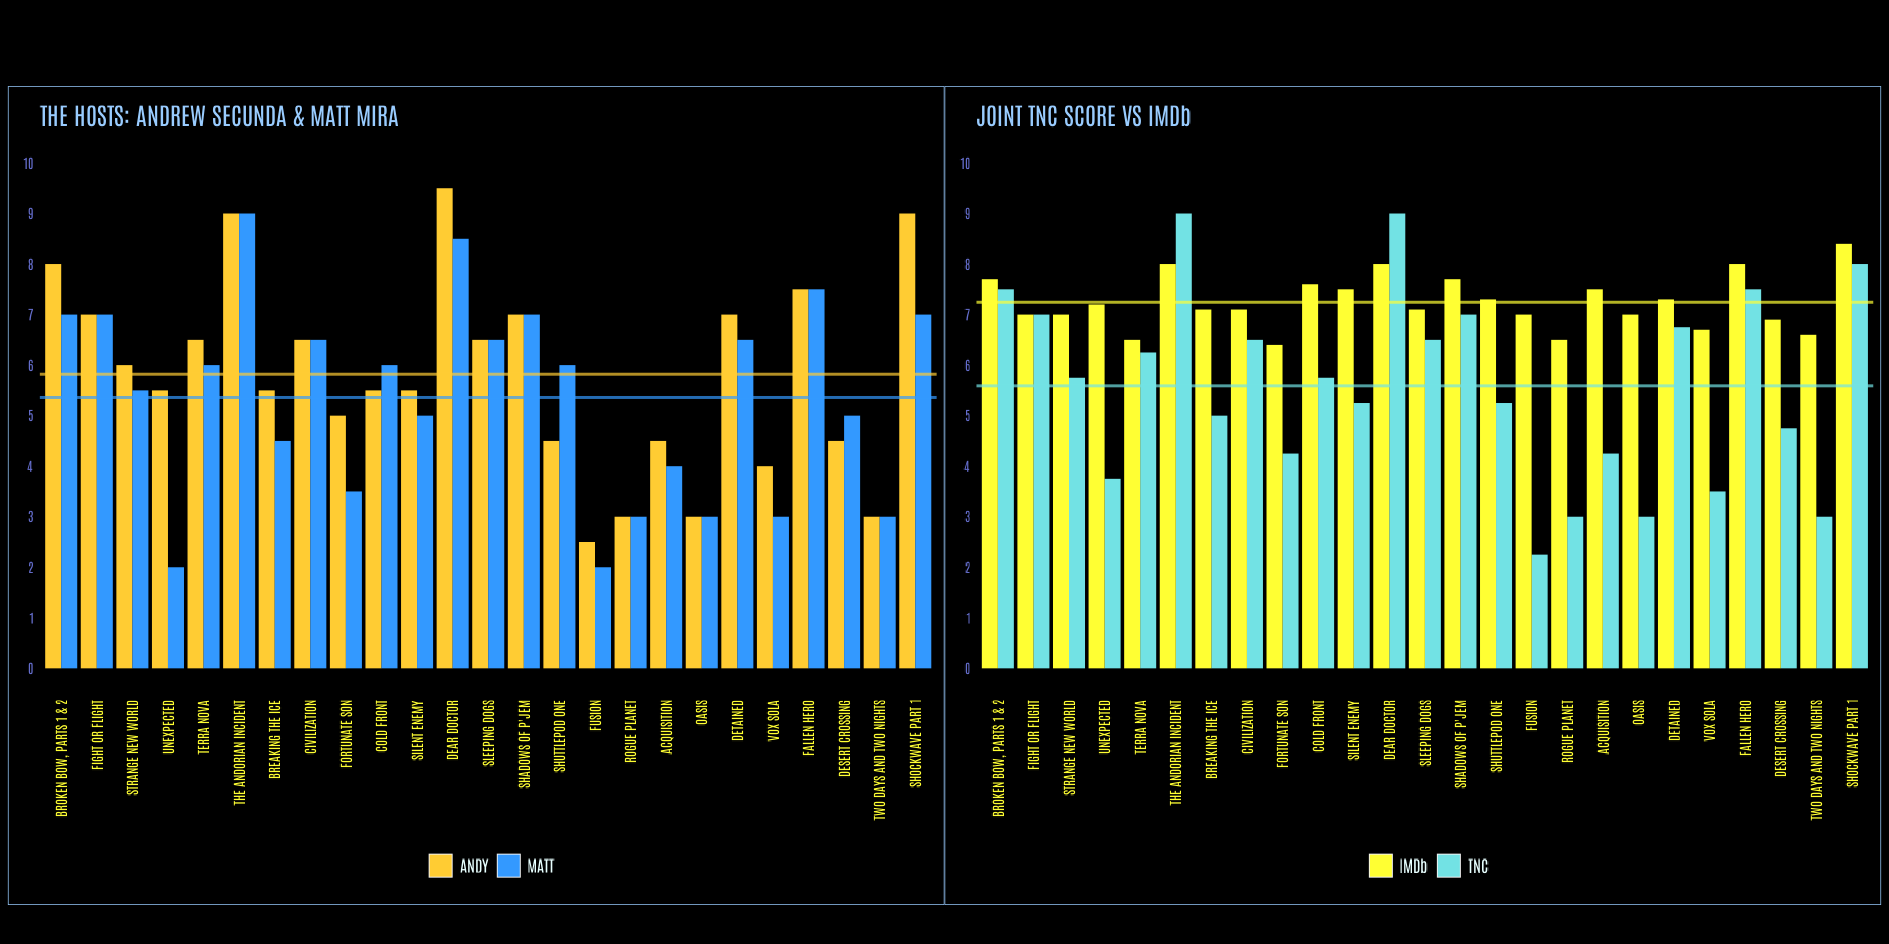 THE HOSTS: ANDREW SECUNDA & MATT MIRA
10
9
8
7
6
5
4
3
2
1
0
BROKEN BOW, PARTS 1 & 2
FIGHT OR FLIGHT
STRANGE NEW WORLD
UNEXPECTED
TERRA NOVA
THE ANDORIAN INCIDENT
BREAKING THE ICE
CIVILIZATION
FORTUNATE SON
COLD FRONT
SILENT ENEMY
DEAR DOCTOR
SLEEPING DOGS
SHADOWS OF P'JEM
SHUTTLEPOD ONE
FUSION
ROGUE PLANET
ACQUISITION
OASIS
DETAINED
VOX SOLA
FALLEN HERO
DESERT CROSSING
TWO DAYS AND TWO NIGHTS
SHOCKWAVE PART 1
ANDY
MATT
JOINT TNC SCORE VS IMDb
10
9
8
7
6
5
4
3
2
1
0
BROKEN BOW, PARTS 1 & 2
FIGHT OR FLIGHT
STRANGE NEW WORLD
UNEXPECTED
TERRA NOVA
THE ANDORIAN INCIDENT
BREAKING THE ICE
CIVILIZATION
FORTUNATE SON
COLD FRONT
SILENT ENEMY
DEAR DOCTOR
SLEEPING DOGS
SHADOWS OF P'JEM
SHUTTLEPOD ONE
FUSION
ROGUE PLANET
ACQUISITION
OASIS
DETAINED
VOX SOLA
FALLEN HERO
DESERT CROSSING
TWO DAYS AND TWO NIGHTS
SHOCKWAVE PART 1
IMDb
TNC